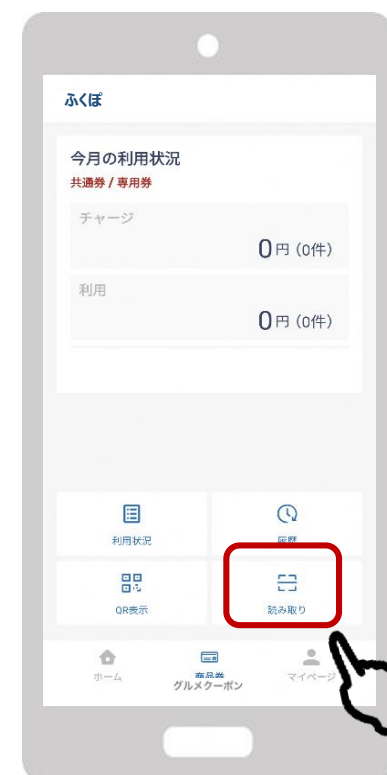 ふくぽ
今月の利用状況
共通券 / 専用券
チャージ
0円（0件）
利用
0円（0件）
利用状況
履歴
QR表示
読み取り
ホーム
商品券
グルメクーポン
マイページ